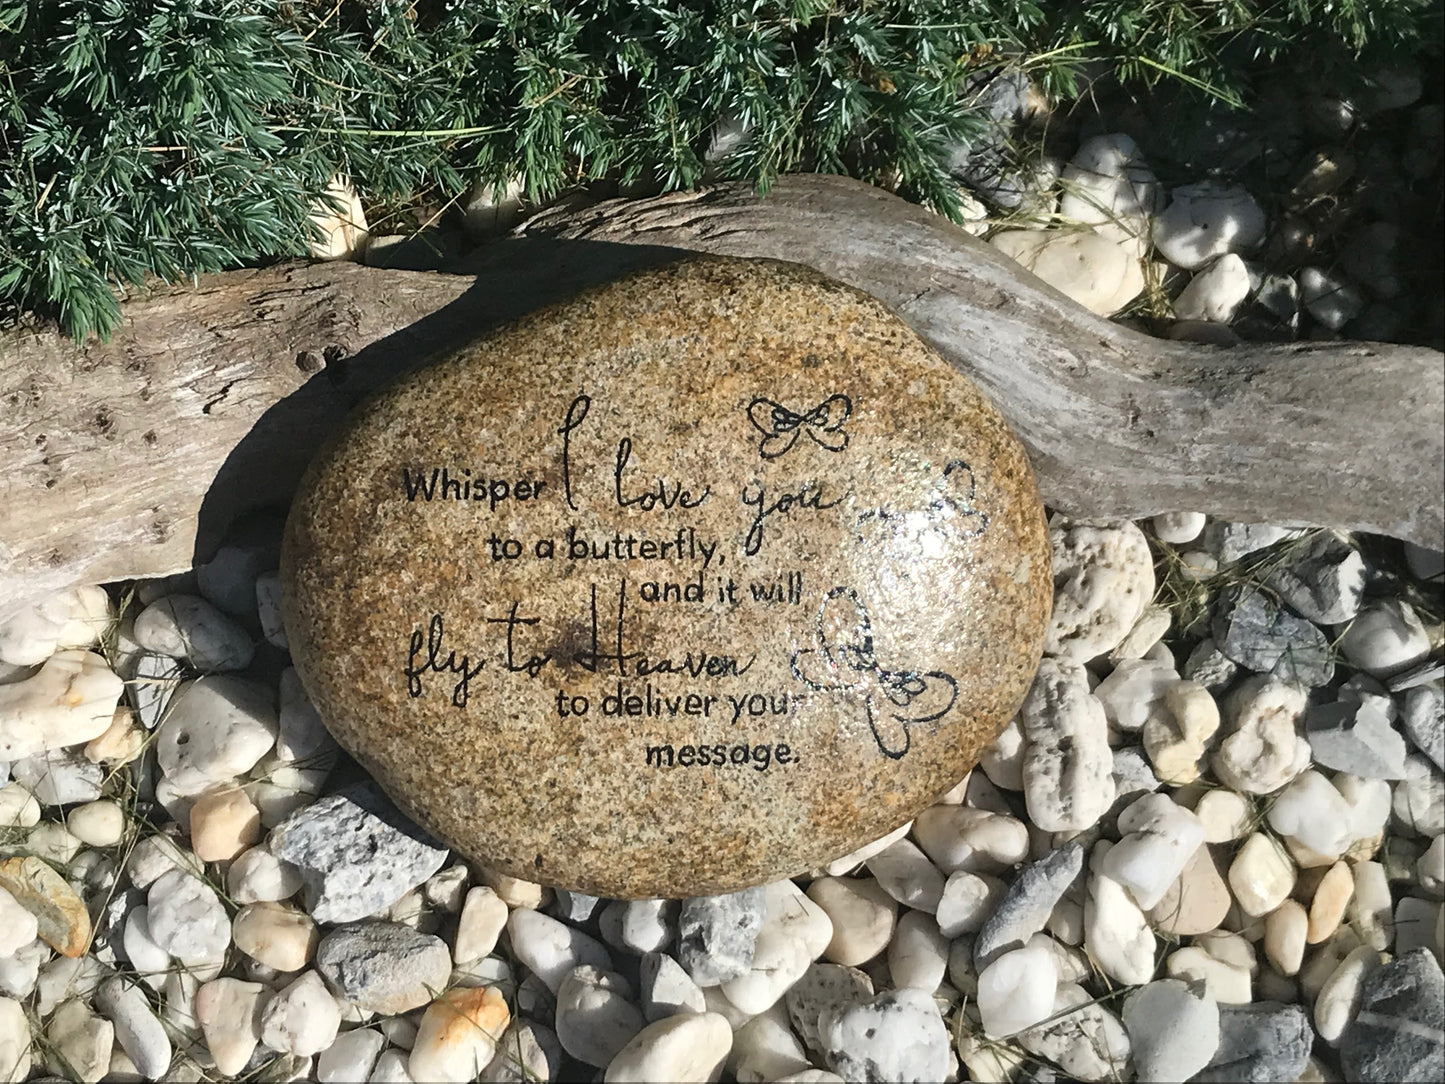 Whisper I love you
to a butterfly,
and it will
fly to Heaven
to deliver your
message.